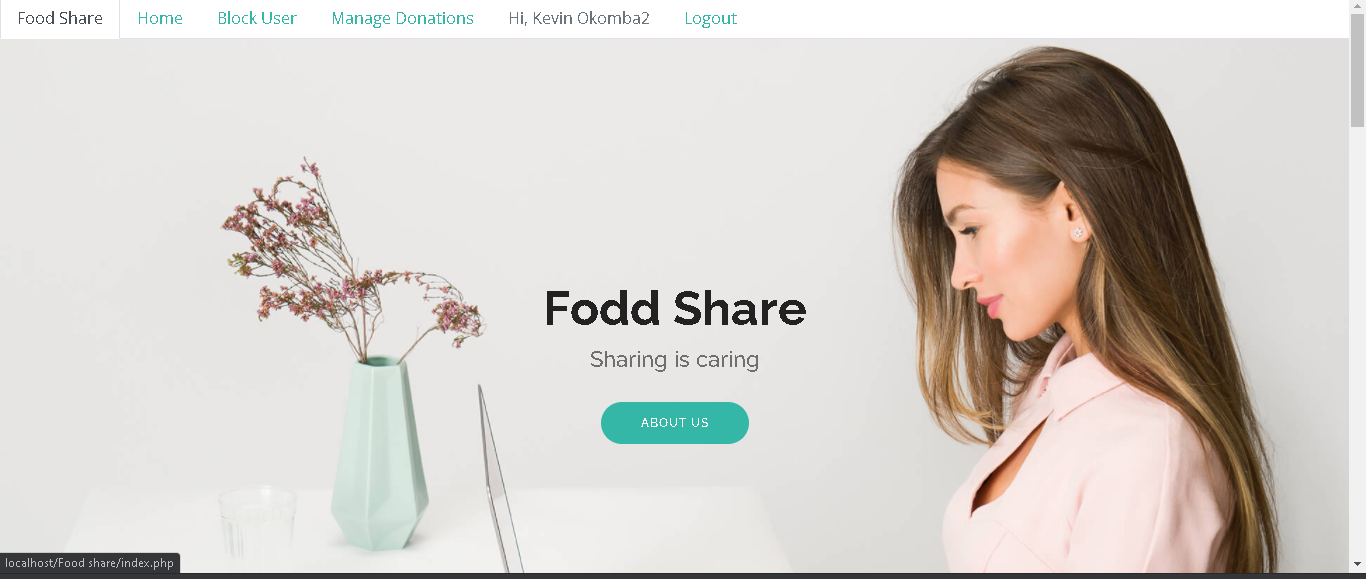 Food Share Home Block User Manage Donations Hi, Kevin Okomba2 Logout
Fodd Share
Sharing is caring
ABOUT US
localhost/Food share/index.php